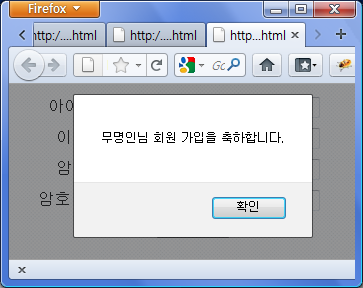 Firefox
http:/....html
http:/....html
http...html
무명인님 회원 가입을 축하합니다.
확인
아이
이
암
암호